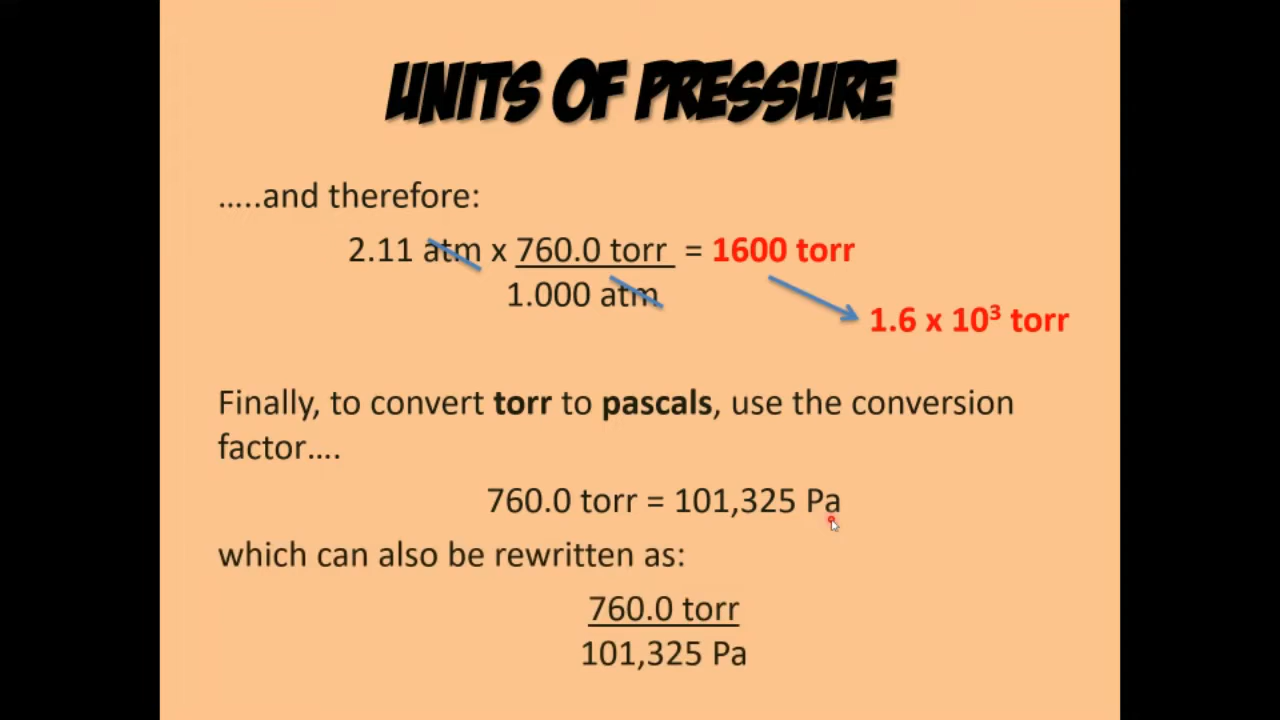 UNITS OF PRESSURE
…..and therefore:
2.11 atm x 760.0 torr = 1600 torr
1.000 atm
1.6 x 10³ torr
Finally, to convert torr to pascals, use the conversion
factor….
760.0 torr = 101,325 Pa
which can also be rewritten as:
760.0 torr
101,325 Pa